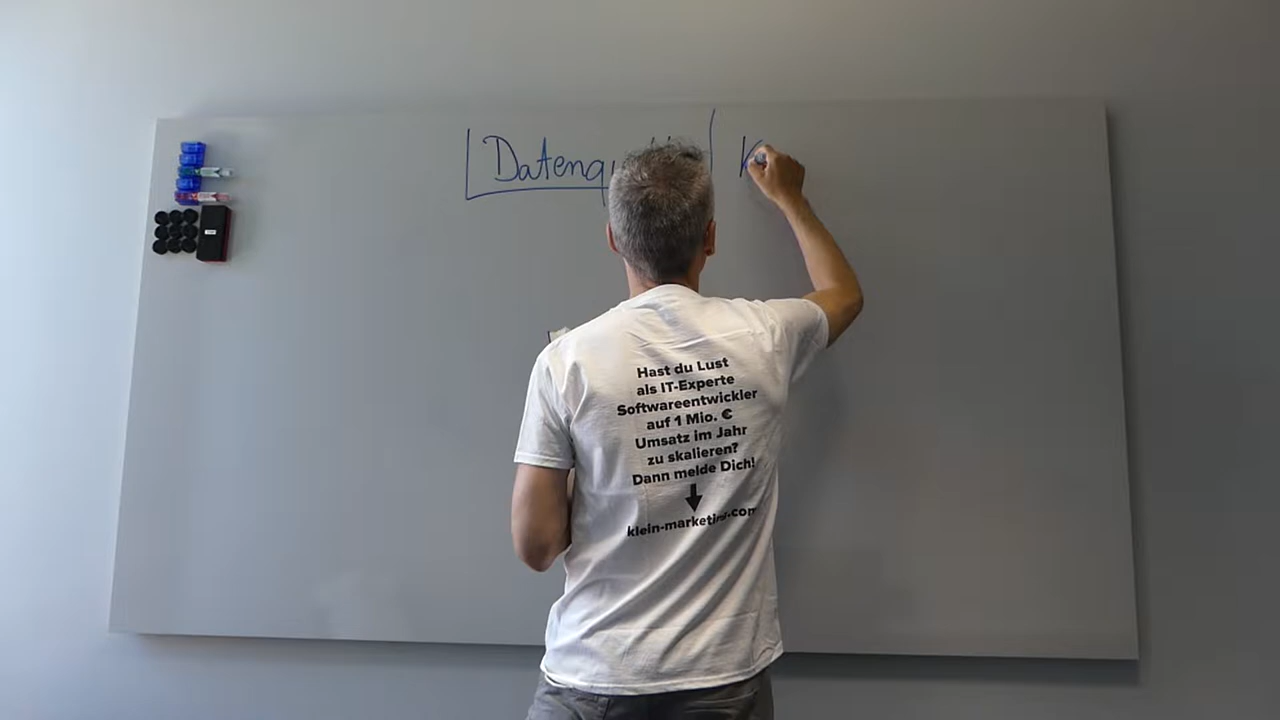 K
Hast du Lust
als IT-Experte
Softwareentwickler
auf 1 Mio. €
Umsatz im Jahr
zu skalieren?
Dann melde Dich!
klein-marketing.com